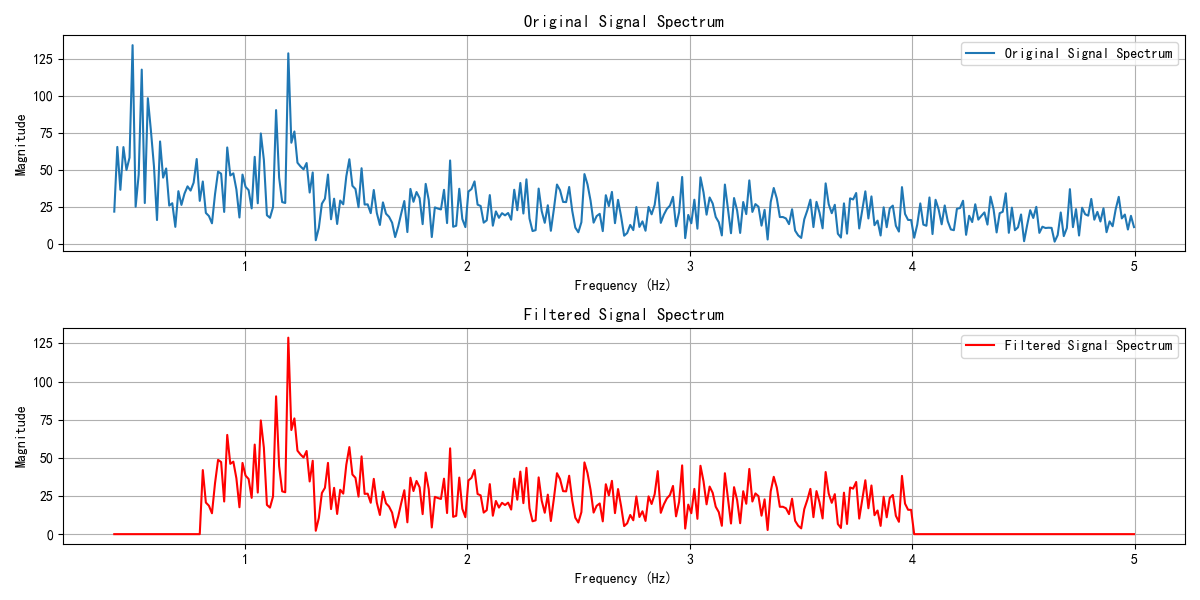 Original Signal Spectrum
Original Signal Spectrum
Magnitude
125
100
75
50
25
0
1
2
3
4
5
Frequency (Hz)
Filtered Signal Spectrum
Filtered Signal Spectrum
Magnitude
125
100
75
50
25
0
1
2
3
4
5
Frequency (Hz)